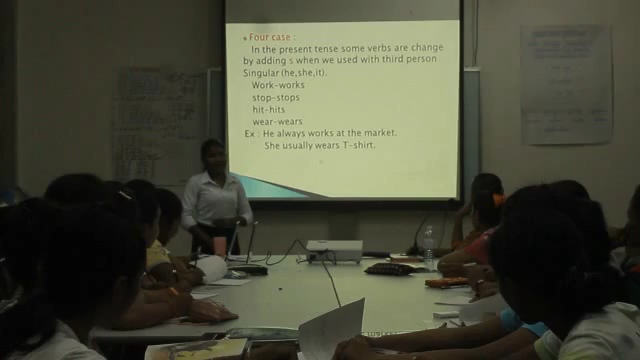 Four case :
In the present tense some verbs are change
by adding s when we used with third person
Singular (he,she,it).
Work-works
stop-stops
hit-hits
wear-wears
Ex : He always works at the market.
She usually wears T-shirt.